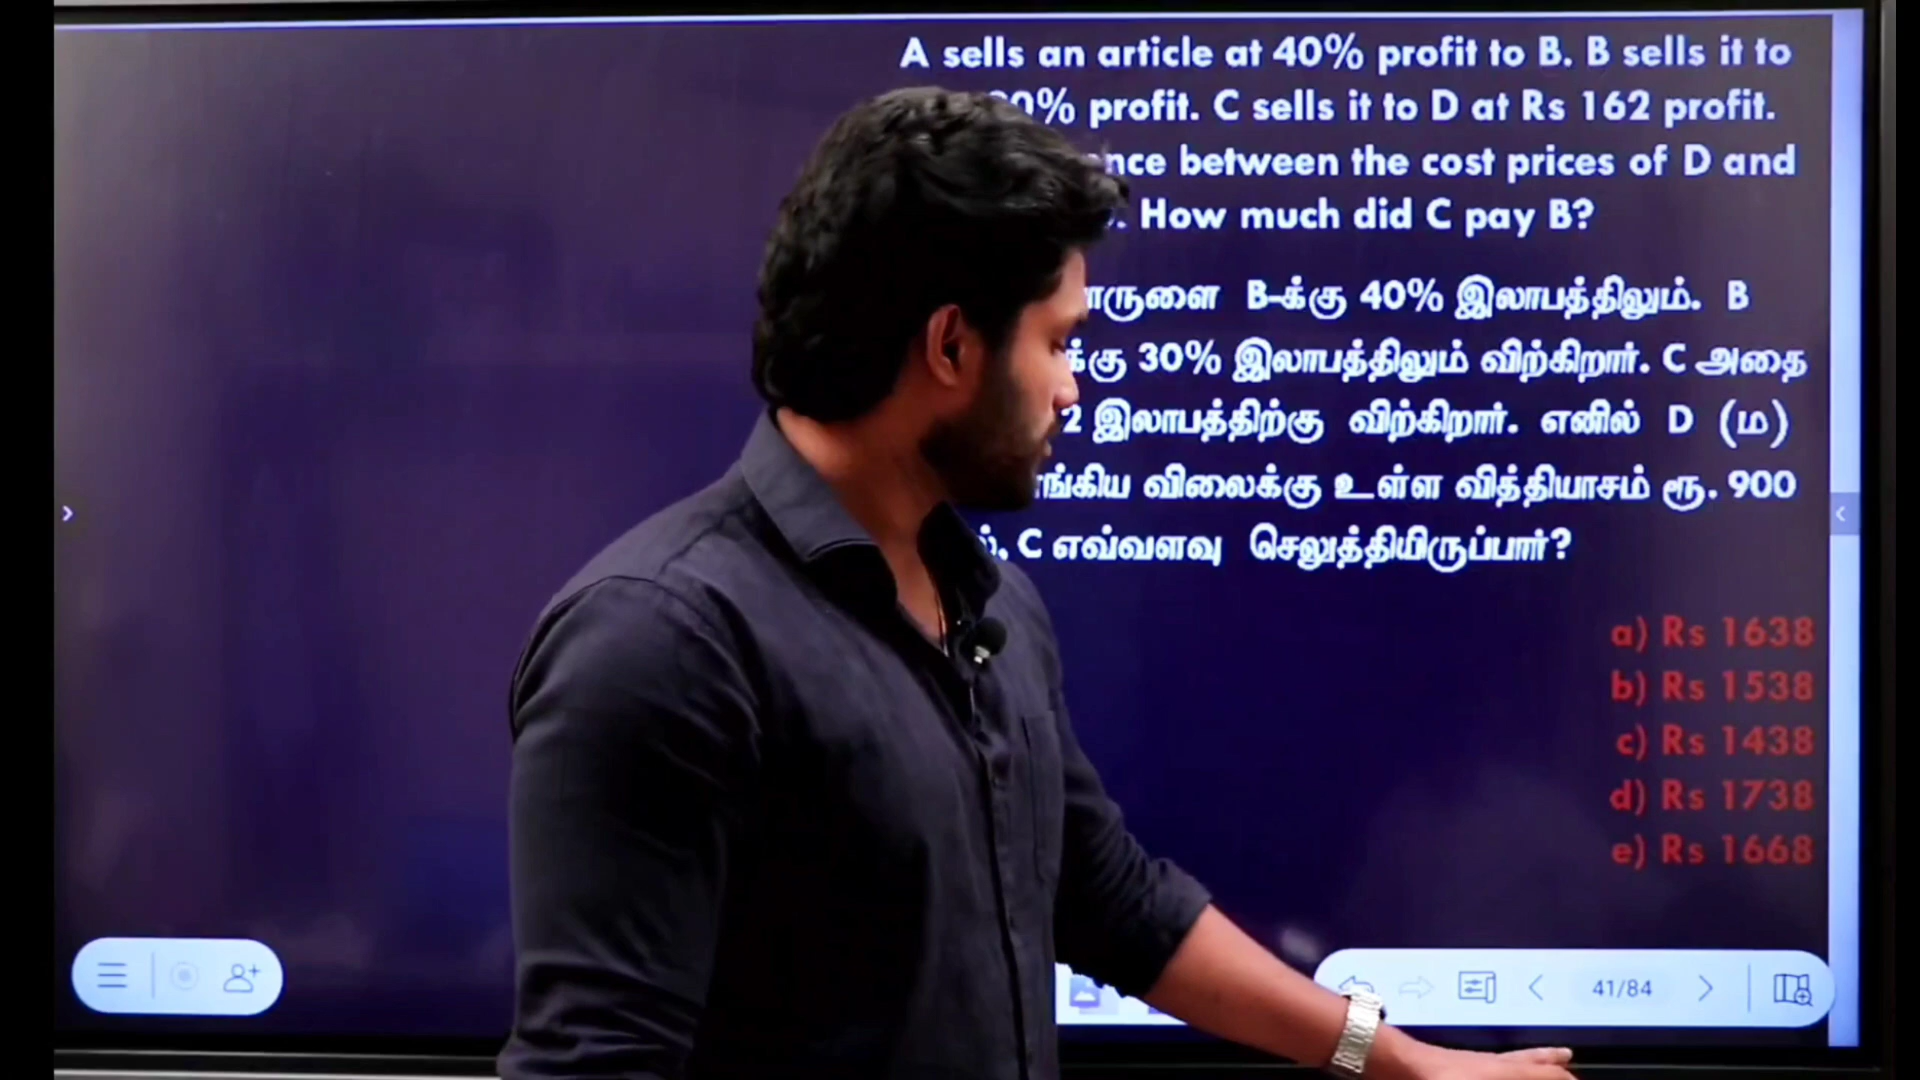 A sells an article at 40% profit to B. B sells it to
0% profit. C sells it to D at Rs 162 profit.
between the cost prices of D and
How much did C pay B?
B-க்கு 40% இலாபத்திலும். B
க்கு 30% இலாபத்திலும் விற்கிறார். C அதை
2 இலாபத்திற்கு விற்கிறார். எனில் D (ம)
விலைக்கு உள்ள வித்தியாசம் ரூ. 900
C எவ்வளவு செலுத்தியிருப்பார்?
a) Rs 1638
b) Rs 1538
c) Rs 1438
d) Rs 1738
e) Rs 1668
41/84